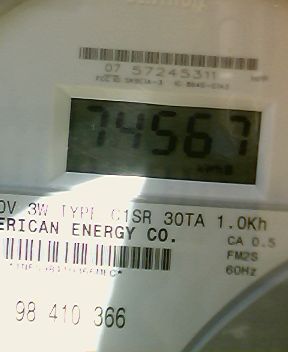 07 57245311
74567
0V 3W TYPE C1SR 30TA 1.0Kh
ERICAN ENERGY CO.
CA 0.5
FM2S
60Hz
98 410 366